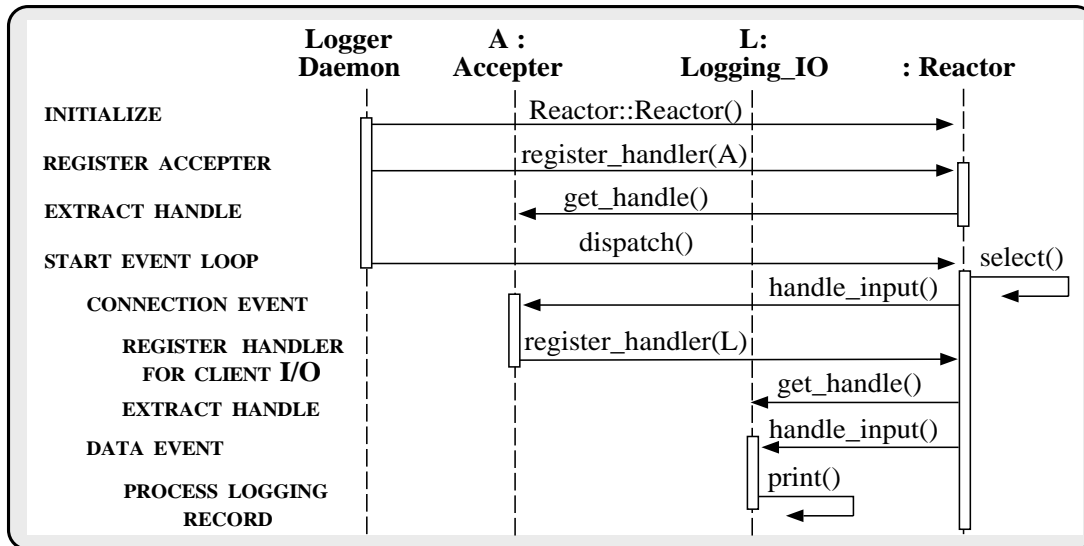 Logger Daemon
A : Accepter
L: Logging_IO
: Reactor
INITIALIZE
Reactor::Reactor()
REGISTER ACCEPTER
register_handler(A)
EXTRACT HANDLE
get_handle()
START EVENT LOOP
dispatch()
select()
CONNECTION EVENT
handle_input()
REGISTER HANDLER
FOR CLIENT I/O
register_handler(L)
EXTRACT HANDLE
get_handle()
DATA EVENT
handle_input()
PROCESS LOGGING
RECORD
print()